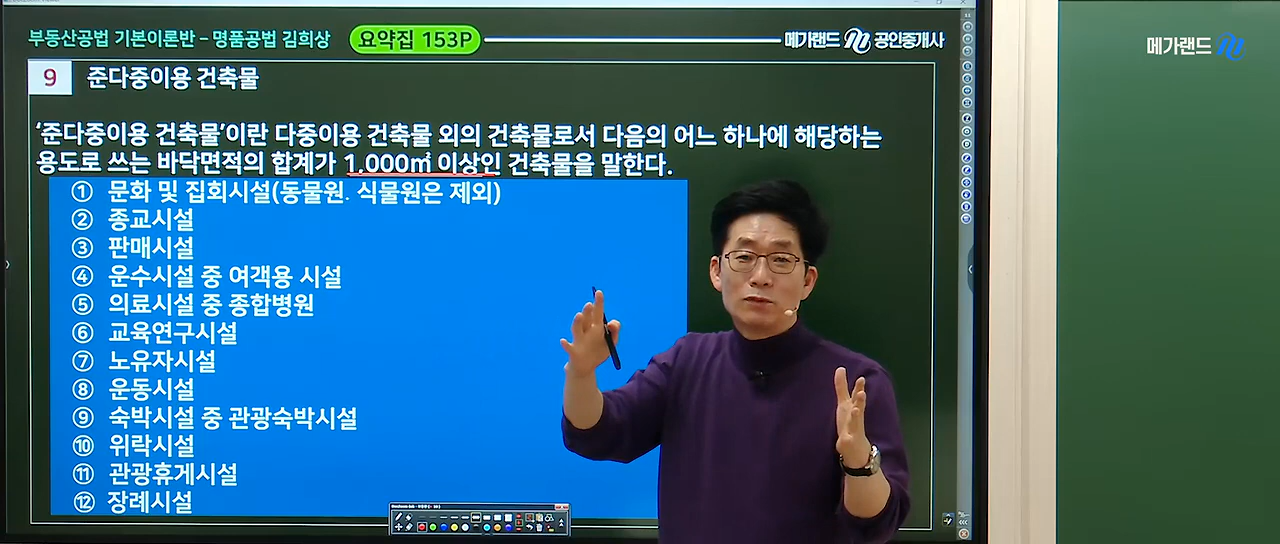 부동산공법 기본이론반 - 명품공법 김희상
요약집 153P
메가랜드 공인중개사
메가랜드
9 준다중이용 건축물
‘준다중이용 건축물’이란 다중이용 건축물 외의 건축물로서 다음의 어느 하나에 해당하는
용도로 쓰는 바닥면적의 합계가 1,000㎡ 이상인 건축물을 말한다.
① 문화 및 집회시설(동물원. 식물원은 제외)
② 종교시설
③ 판매시설
④ 운수시설 중 여객용 시설
⑤ 의료시설 중 종합병원
⑥ 교육연구시설
⑦ 노유자시설
⑧ 운동시설
⑨ 숙박시설 중 관광숙박시설
⑩ 위락시설
⑪ 관광휴게시설
⑫ 장례시설